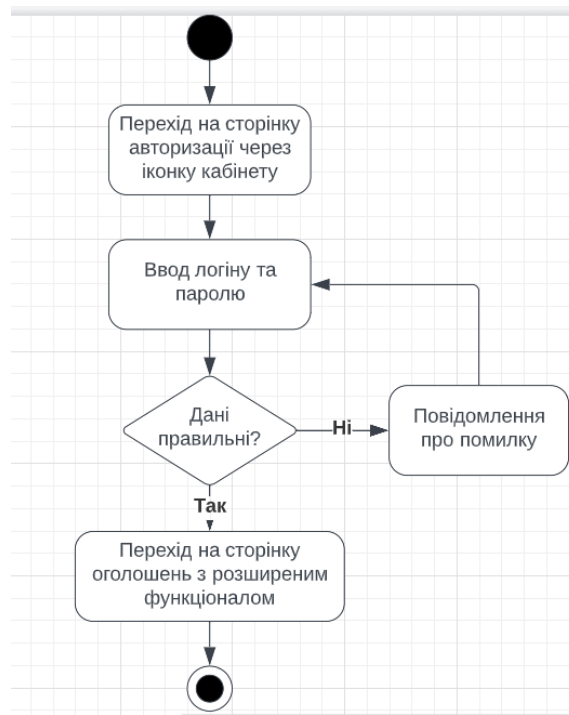 Перехід на сторінку
авторизації через
іконку кабінету
Ввод логіну та
паролю
Дані
правильні?
Ні
Повідомлення
про помилку
Так
Перехід на сторінку
оголошень з розширеним
функціоналом